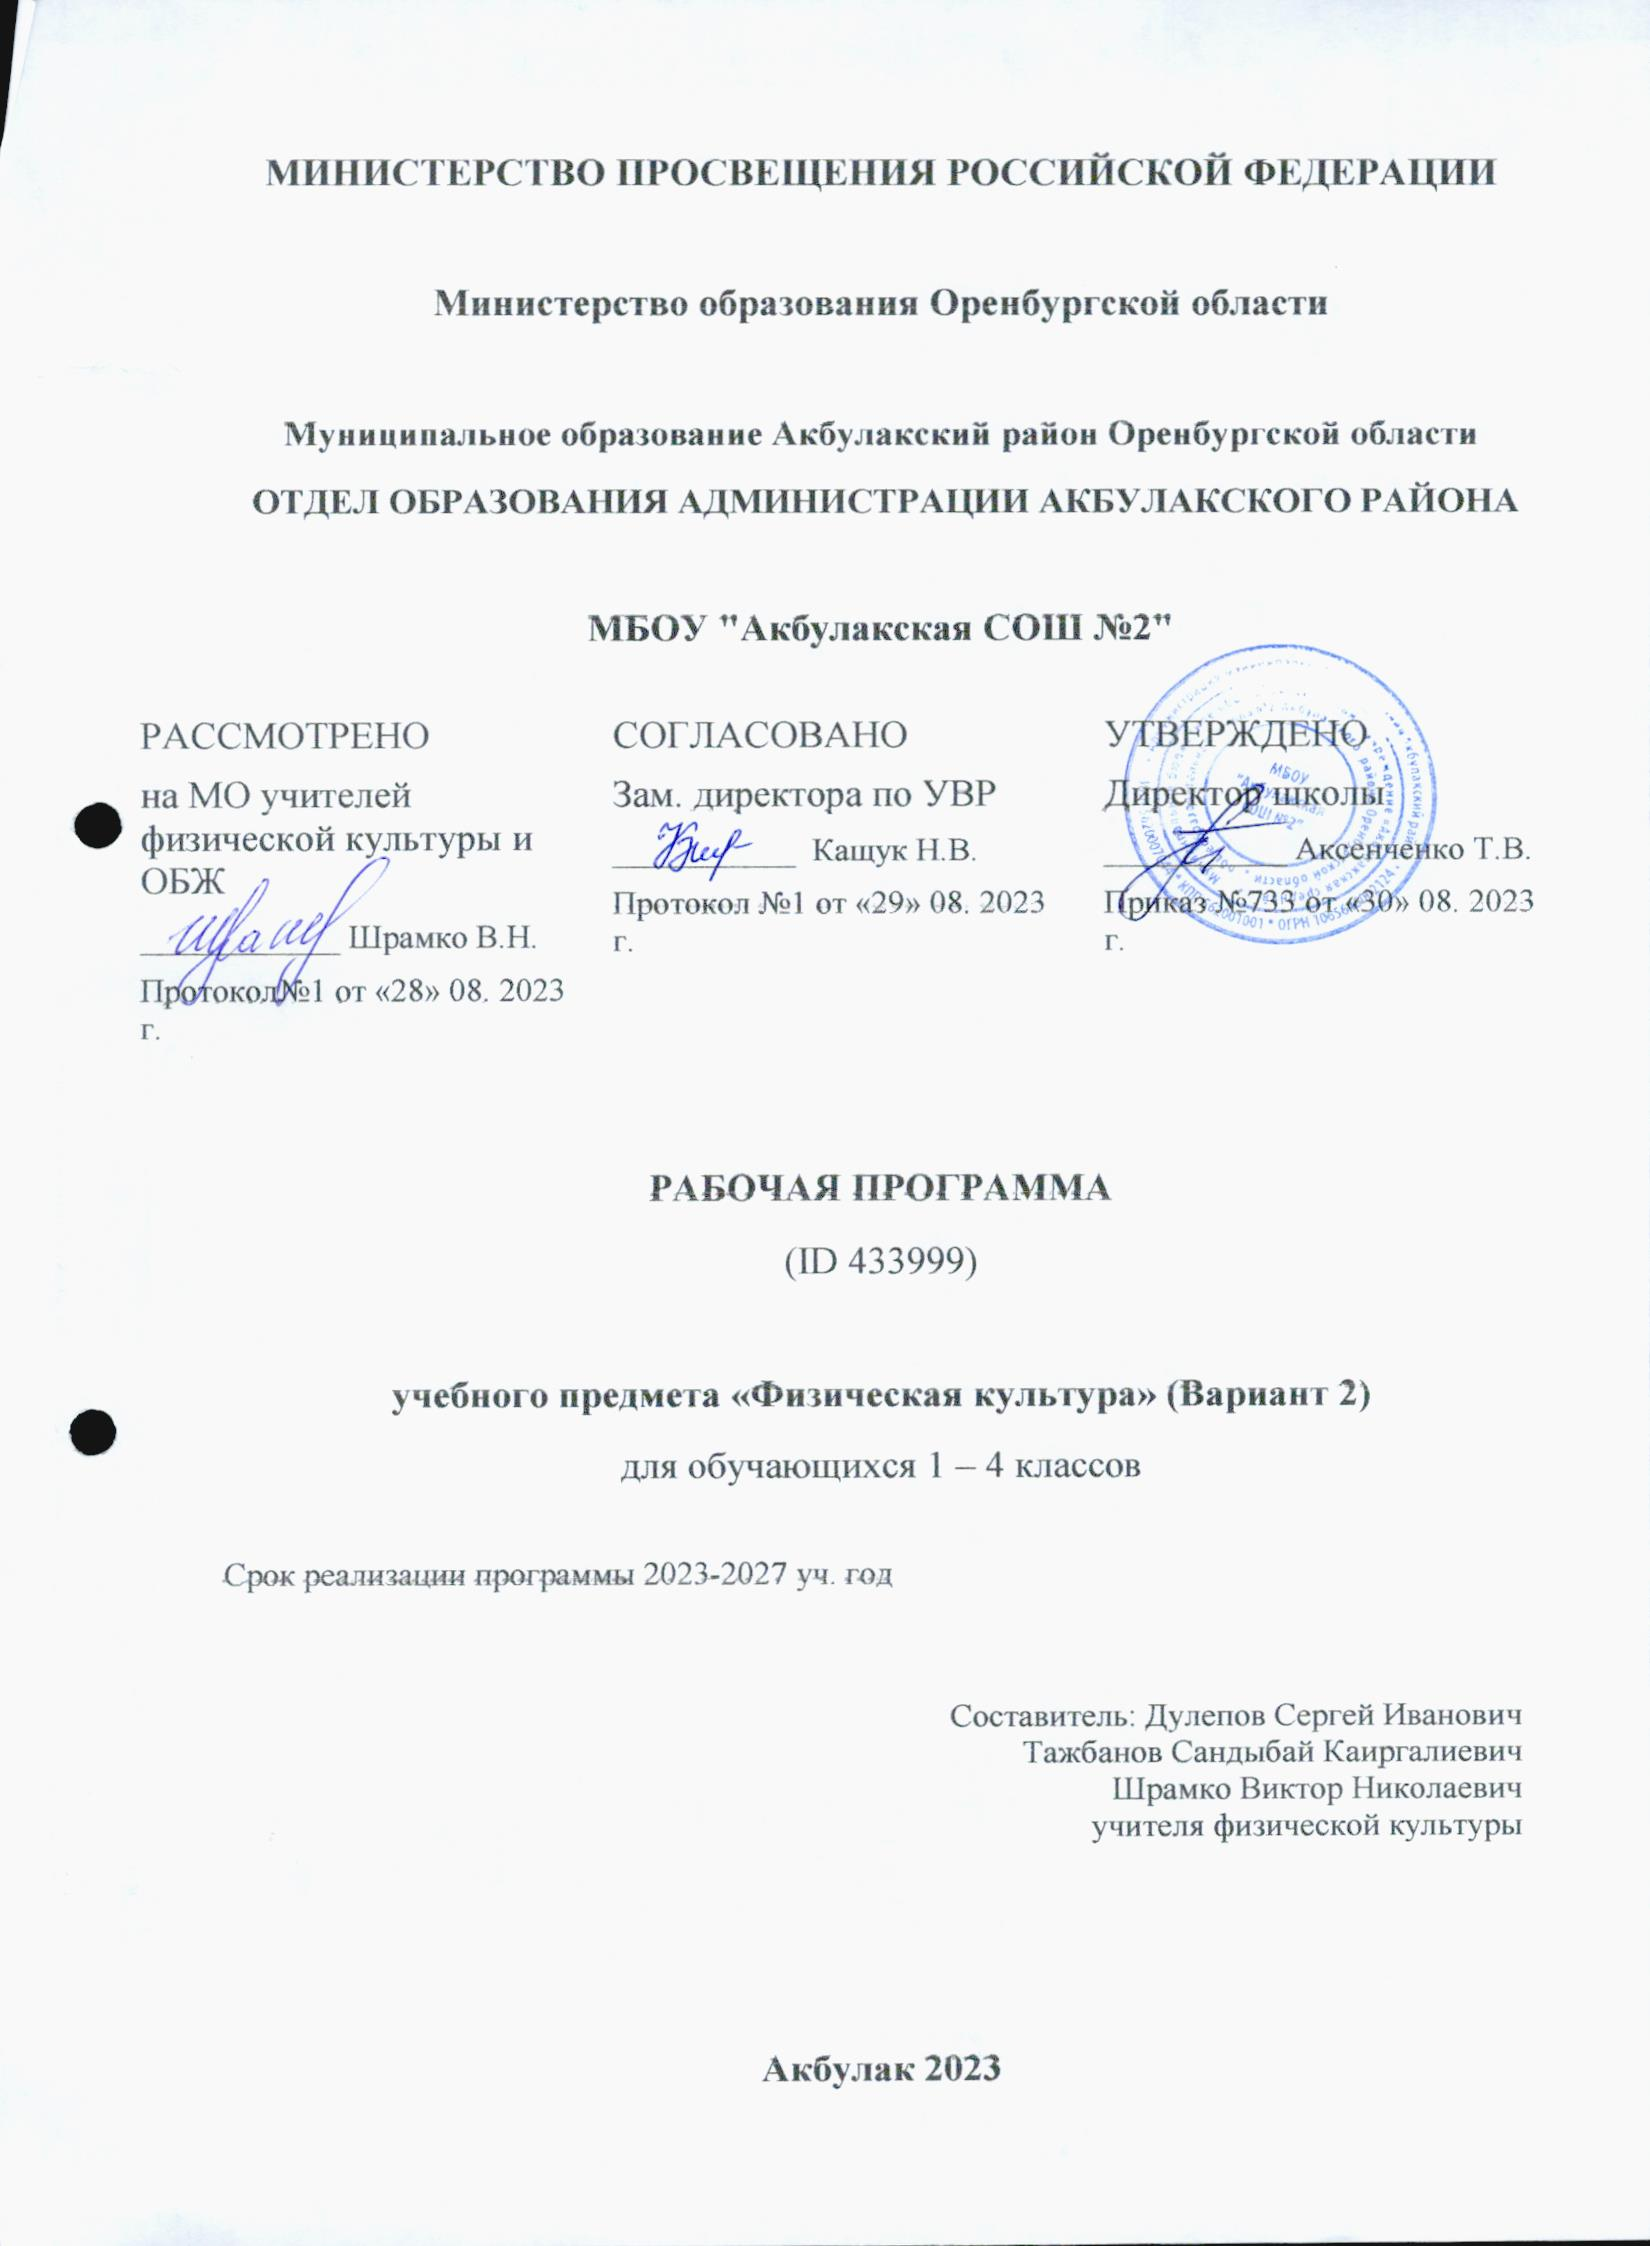 МИНИСТЕРСТВО ПРОСВЕЩЕНИЯ РОССИЙСКОЙ ФЕДЕРАЦИИ
Министерство образования Оренбургской области
Муниципальное образование Акбулакский район Оренбургской области
ОТДЕЛ ОБРАЗОВАНИЯ АДМИНИСТРАЦИИ АКБУЛАКСКОГО РАЙОНА
МБОУ "Акбулакская СОШ №2"
РАССМОТРЕНО
на МО учителей
физической культуры и
ОБЖ
Шрамко В.Н.
Протокол№1 от «28» 08. 2023
г.
СОГЛАСОВАНО
Зам. директора по УВР
Кащук Н.В.
Протокол №1 от «29» 08. 2023
г.
УТВЕРЖДЕНО
Директор школы
Аксенченко Т.В.
Приказ №733 от «30» 08. 2023
г.
МБОУ
"Акбулакская
СОШ №2"
РАБОЧАЯ ПРОГРАММА
(ID 433999)
учебного предмета «Физическая культура» (Вариант 2)
для обучающихся 1 – 4 классов
Срок реализации программы 2023-2027 уч. год
Составитель: Дулепов Сергей Иванович
Тажбанов Сандыбай Каиргалиевич
Шрамко Виктор Николаевич
учителя физической культуры
Акбулак 2023